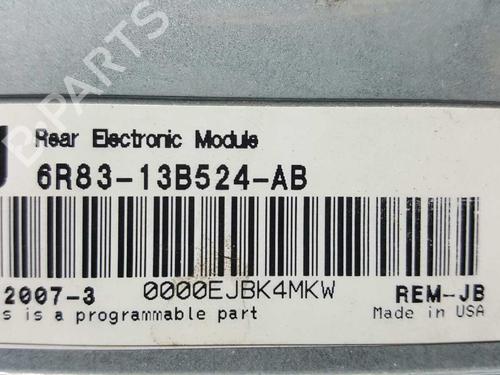 Rear Electronic Module
6R83-13B524-AB
2007-3 0000EJBK4MKW REM-JB
s is a programmable part Made in USA
B-PARTS